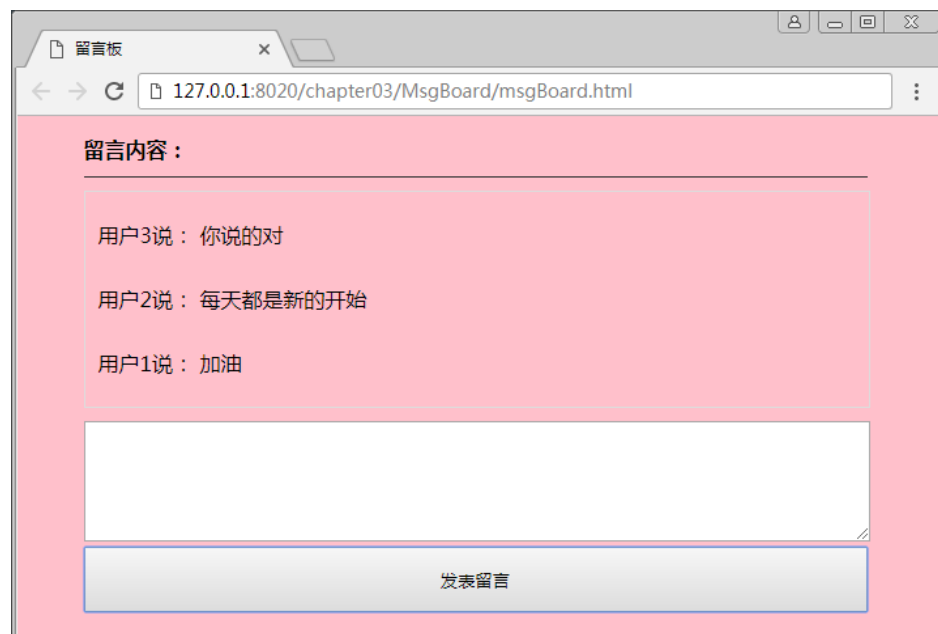 留言板
127.0.0.1:8020/chapter03/MsgBoard/msgBoard.html
留言内容：
用户3说： 你说的对
用户2说： 每天都是新的开始
用户1说： 加油
发表留言